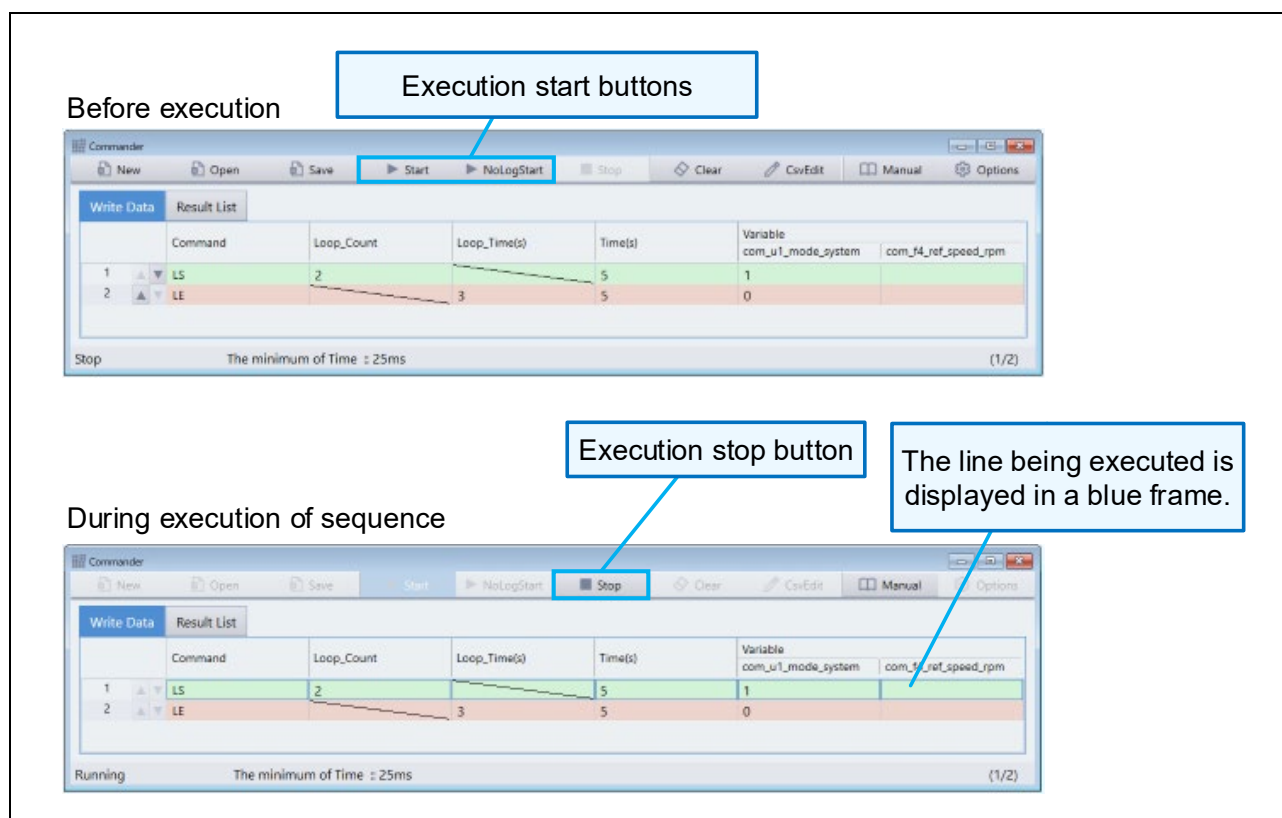 Execution start buttons
Before execution
Commander
New Open Save Start NoLogStart Stop Clear CsvEdit Manual Options
Write Data Result List
Variable
Command Loop_Count Loop_Time(s) Time(s)
com_u1_mode_system com_f4_ref_speed_rpm
1 LS 2 5 1
2 LE 3 5 0
Stop The minimum of Time : 25ms (1/2)
Execution stop button
The line being executed is
displayed in a blue frame.
During execution of sequence
Commander
New Open Save Start NoLogStart Stop Clear CsvEdit Manual Options
Write Data Result List
Variable
Command Loop_Count Loop_Time(s) Time(s)
com_u1_mode_system com_f4_ref_speed_rpm
1 LS 2 5 1
2 LE 3 5 0
Running The minimum of Time : 25ms (1/2)